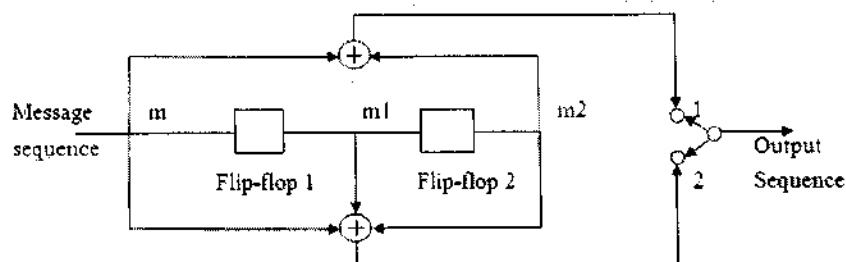 Message
sequence
m
m1
m2
Flip-flop 1
Flip-flop 2
1
2
Output
Sequence